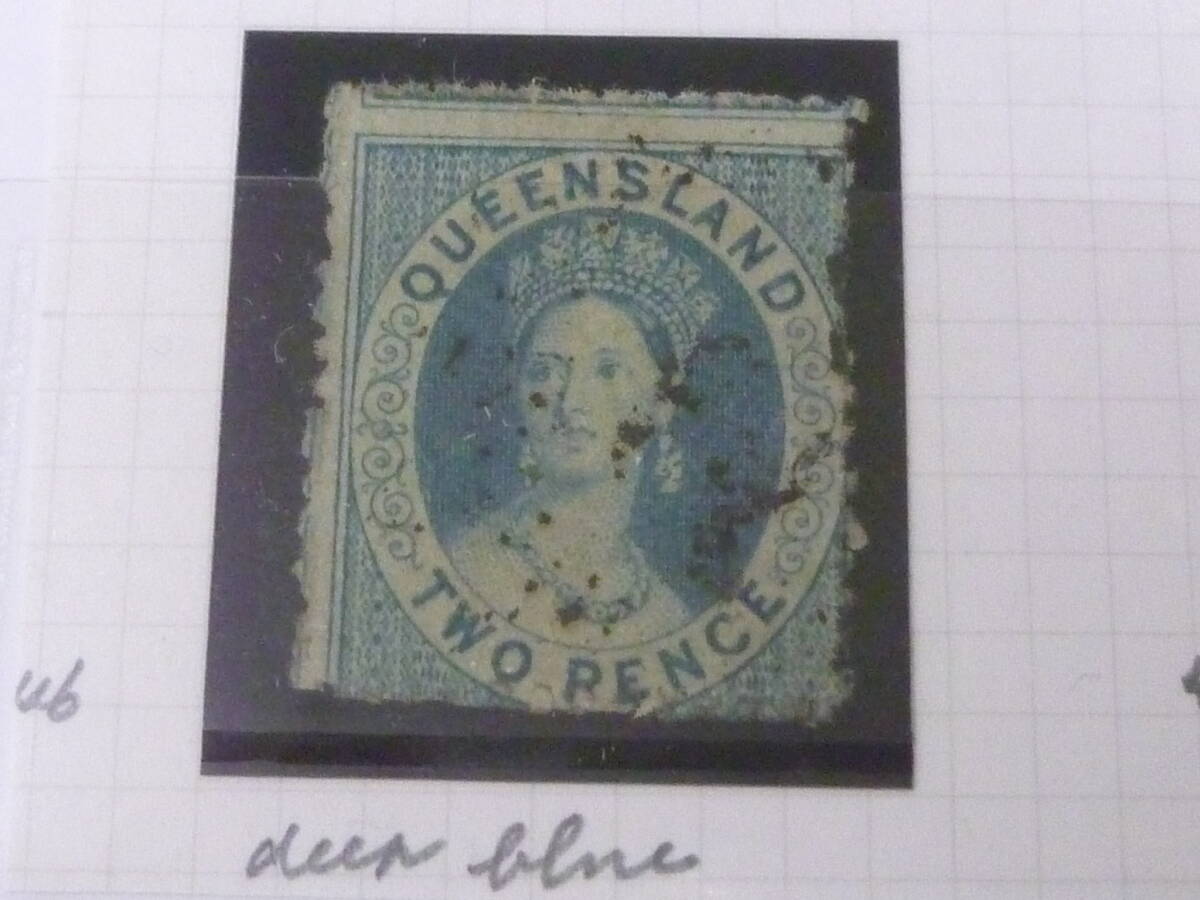 QUEENSLAND
TWO PENCE
46
deep blue